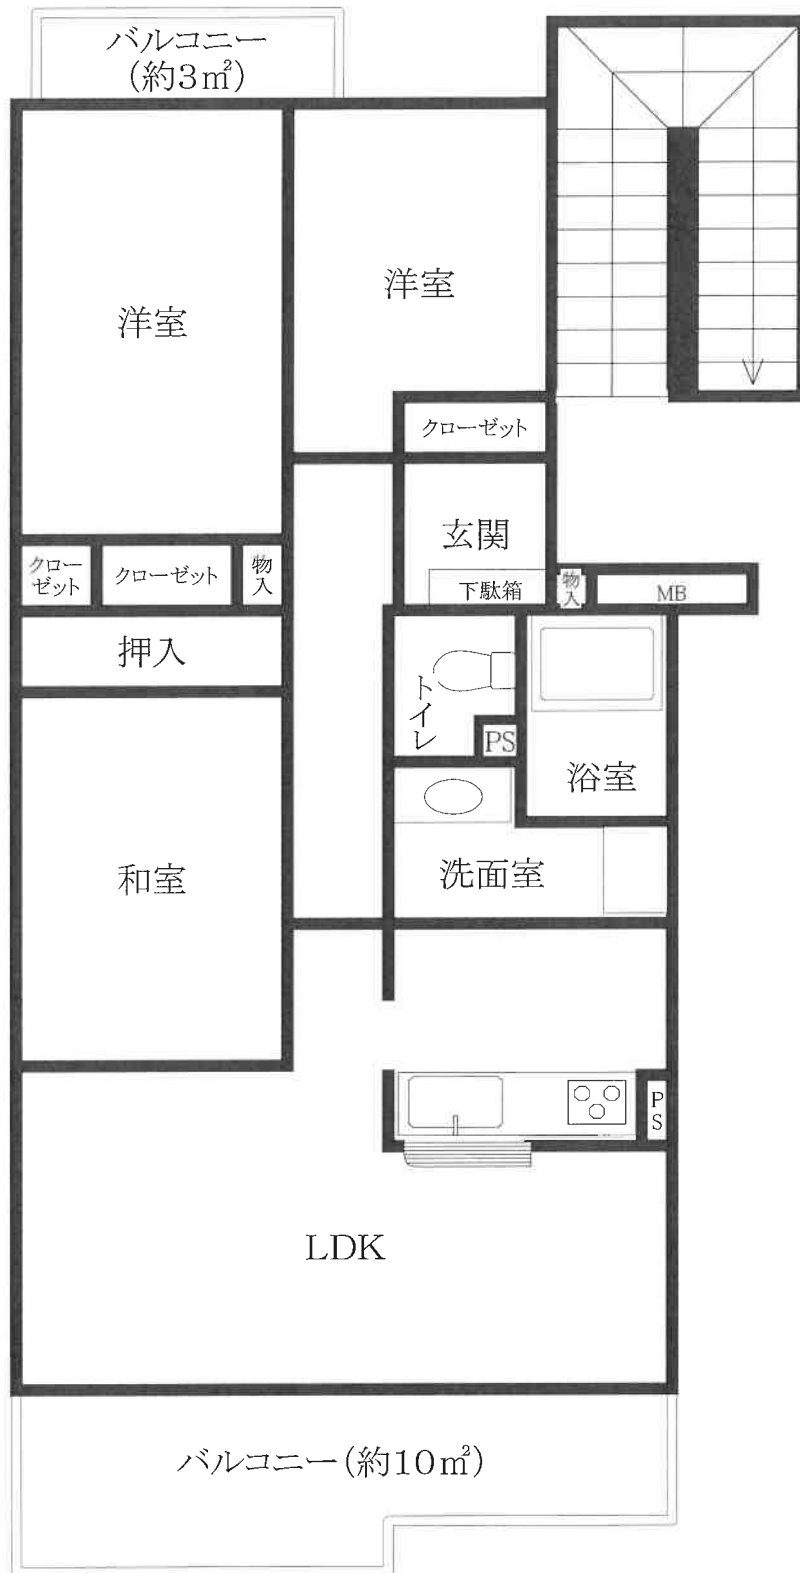 バルコニー
(約3㎡)
洋室
洋室
クローゼット
玄関
下駄箱
クロー
ゼット
クローゼット
物入
物入
MB
押入
トイレ
PS
浴室
和室
洗面室
PS
LDK
バルコニー(約10㎡)